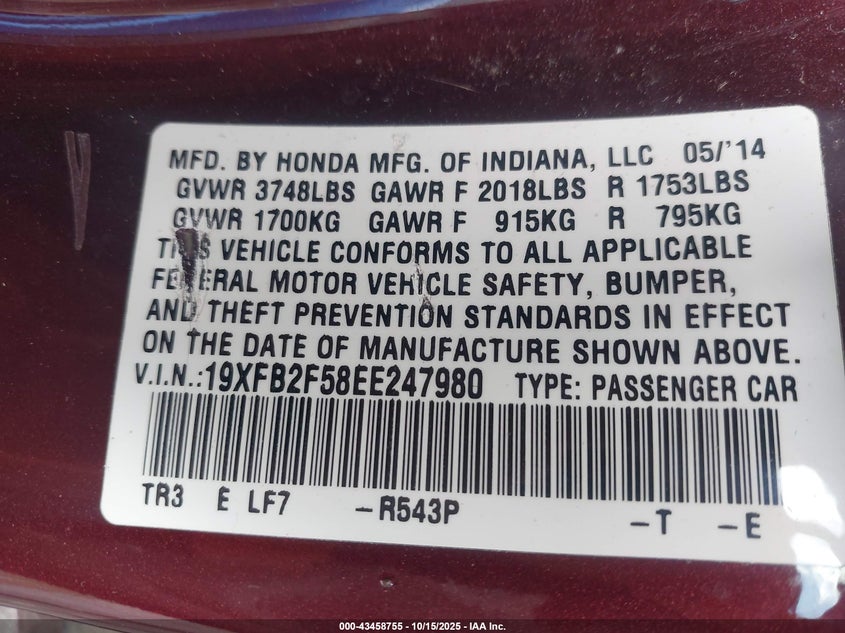 MFD. BY HONDA MFG. OF INDIANA, LLC 05/'14
GVWR 3748LBS GAWR F 2018LBS R 1753LBS
GVWR 1700KG GAWR F 915KG R 795KG
THIS VEHICLE CONFORMS TO ALL APPLICABLE
FEDERAL MOTOR VEHICLE SAFETY, BUMPER,
AND THEFT PREVENTION STANDARDS IN EFFECT
ON THE DATE OF MANUFACTURE SHOWN ABOVE.
V.I.N.:19XFB2F58EE247980 TYPE: PASSENGER CAR
TR3 E LF7 -R543P -T -E
000-43458755 - 10/15/2025 - IAA Inc.